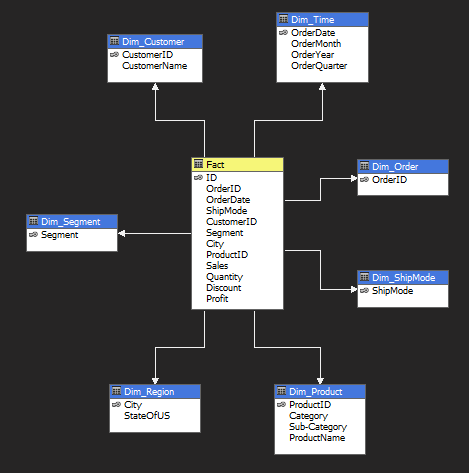 Dim_Customer
CustomerID
CustomerName
Dim_Time
OrderDate
OrderMonth
OrderYear
OrderQuarter
Fact
ID
OrderID
OrderDate
ShipMode
CustomerID
Segment
City
ProductID
Sales
Quantity
Discount
Profit
Dim_Order
OrderID
Dim_Segment
Segment
Dim_ShipMode
ShipMode
Dim_Region
City
StateOfUS
Dim_Product
ProductID
Category
Sub-Category
ProductName